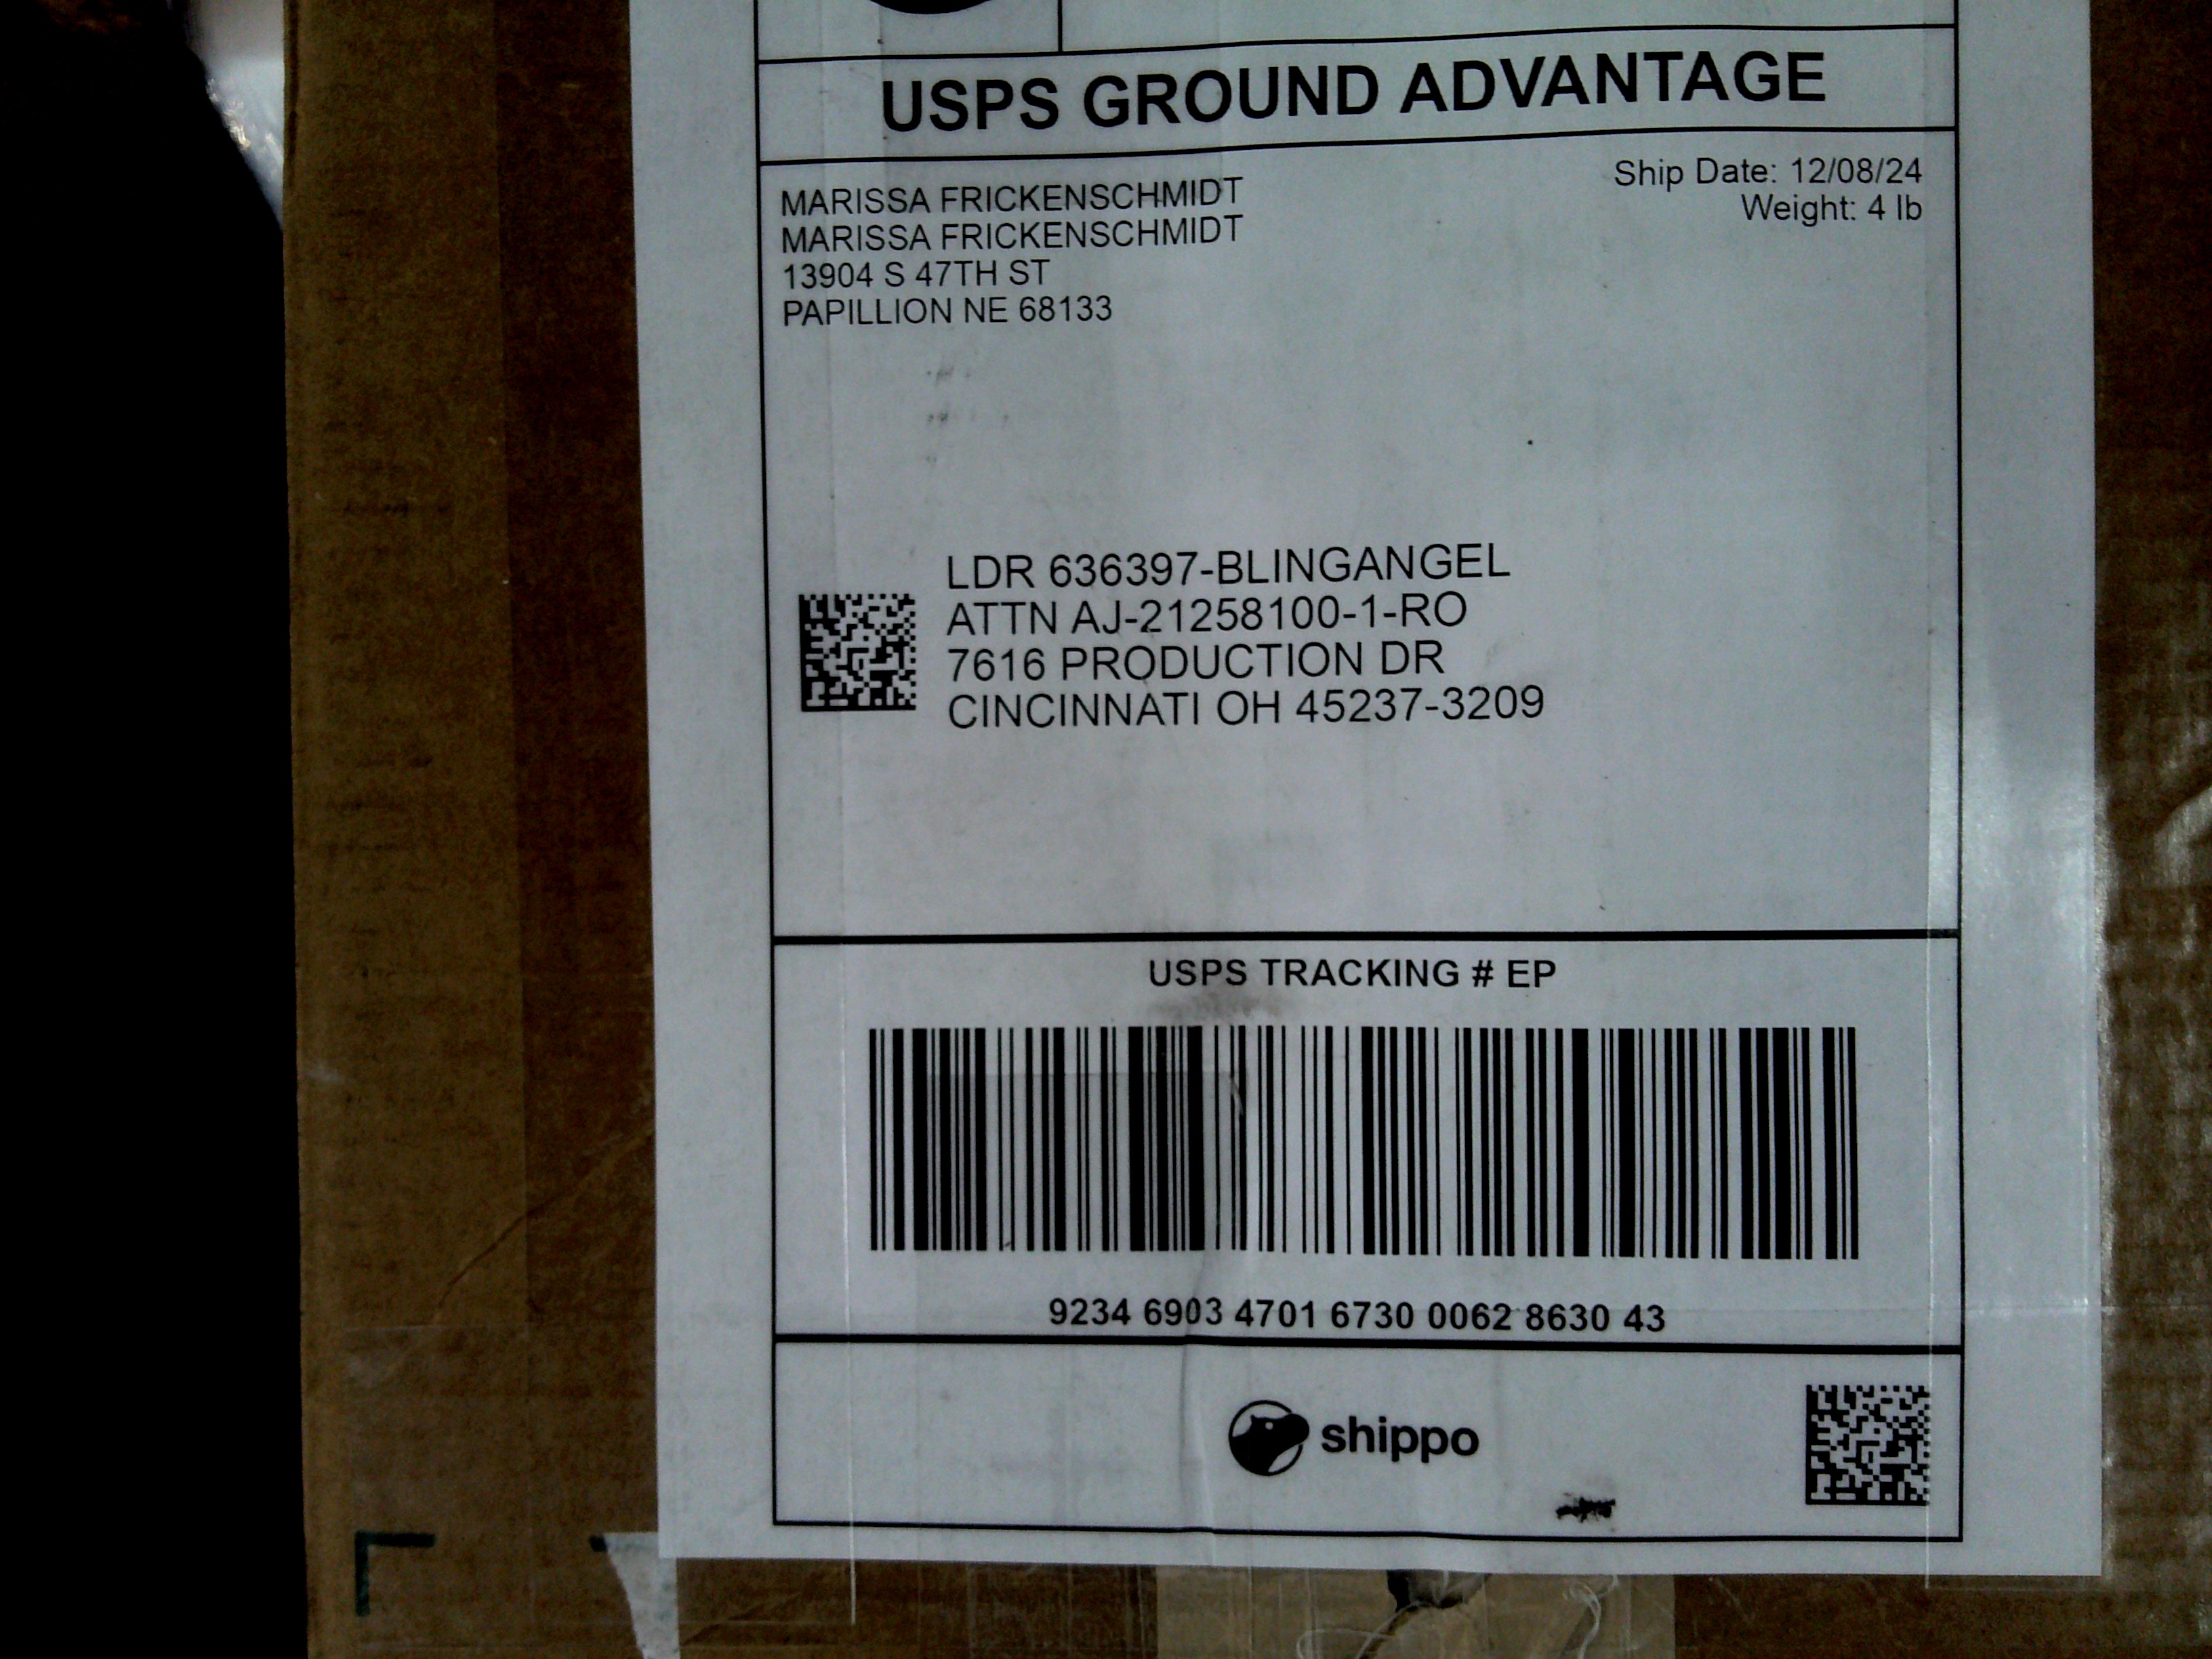 USPS GROUND ADVANTAGE
MARISSA FRICKENSCHMIDT
MARISSA FRICKENSCHMIDT
13904 S 47TH ST
PAPILLION NE 68133
Ship Date: 12/08/24
Weight: 4 lb
LDR 636397-BLINGANGEL
ATTN AJ-21258100-1-RO
7616 PRODUCTION DR
CINCINNATI OH 45237-3209
USPS TRACKING # EP
9234 6903 4701 6730 0062 8630 43
shippo